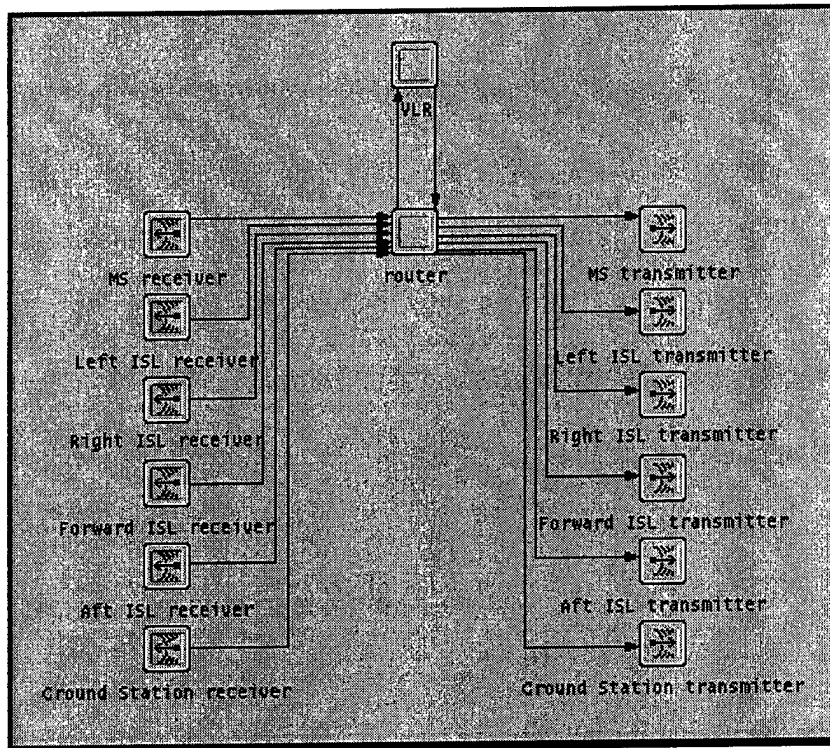 VLR
MS receiver
router
MS transmitter
Left ISL receiver
Left ISL transmitter
Right ISL receiver
Right ISL transmitter
Forward ISL receiver
Forward ISL transmitter
Aft ISL receiver
Aft ISL transmitter
Ground Station receiver
Ground Station transmitter